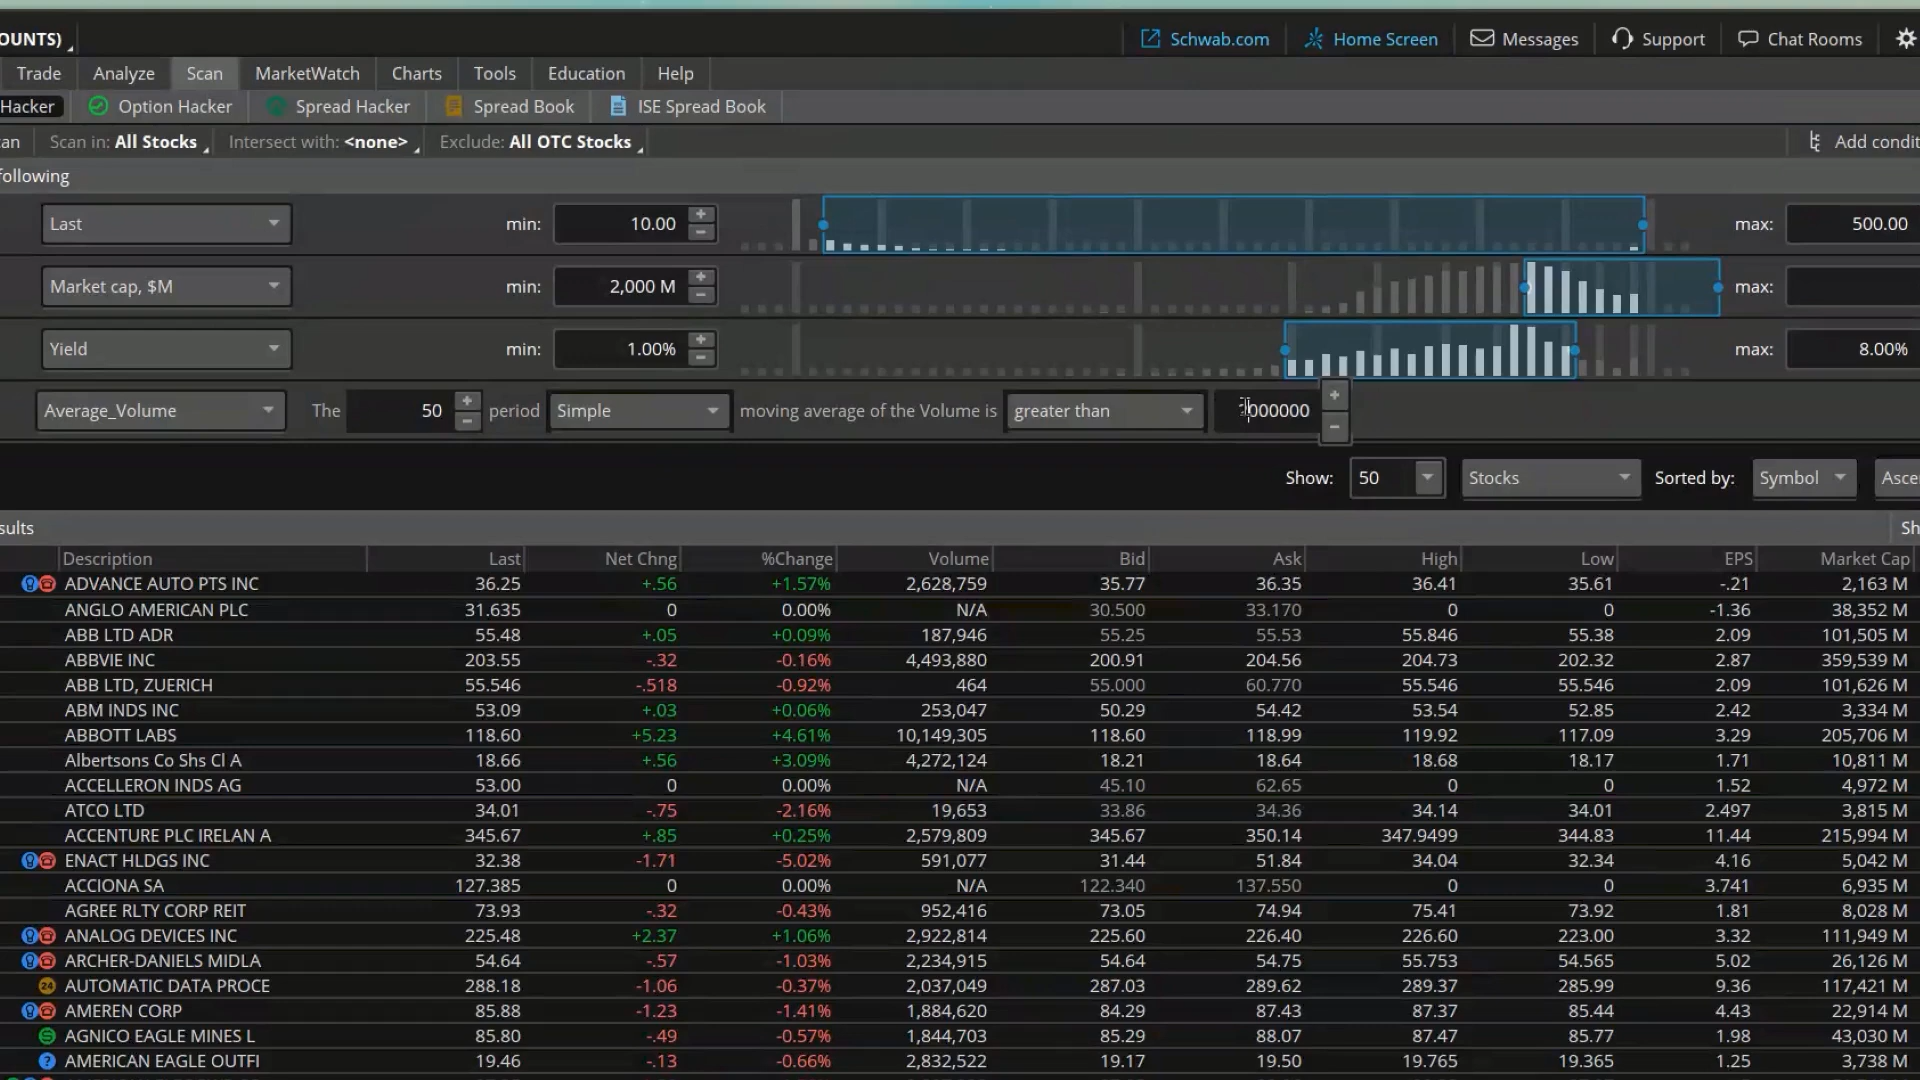 OUNTS) Schwab.com Home Screen Messages Support Chat Rooms
Trade Analyze Scan MarketWatch Charts Tools Education Help
Hacker Option Hacker Spread Hacker Spread Book ISE Spread Book
an Scan in: All Stocks Intersect with: <none> Exclude: All OTC Stocks Add condit
following
Last min: 10.00 max: 500.00
Market cap, $M min: 2,000 M max:
Yield min: 1.00% max: 8.00%
Average_Volume The 50 period Simple moving average of the Volume is greater than 000000
Show: 50 Stocks Sorted by: Symbol Asce
sults Sh
Description Last Net Chng %Change Volume Bid Ask High Low EPS Market Cap
ADVANCE AUTO PTS INC 36.25 +.56 +1.57% 2,628,759 35.77 36.35 36.41 35.61 -.21 2,163 M
ANGLO AMERICAN PLC 31.635 0 0.00% N/A 30.500 33.170 0 0 -1.36 38,352 M
ABB LTD ADR 55.48 +.05 +0.09% 187,946 55.25 55.53 55.846 55.38 2.09 101,505 M
ABBVIE INC 203.55 -.32 -0.16% 4,493,880 200.91 204.56 204.73 202.32 2.87 359,539 M
ABB LTD, ZUERICH 55.546 -.518 -0.92% 464 55.000 60.770 55.546 55.546 2.09 101,626 M
ABM INDS INC 53.09 +.03 +0.06% 253,047 50.29 54.42 53.54 52.85 2.42 3,334 M
ABBOTT LABS 118.60 +5.23 +4.61% 10,149,305 118.60 118.99 119.92 117.09 3.29 205,706 M
Albertsons Co Shs Cl A 18.66 +.56 +3.09% 4,272,124 18.21 18.64 18.68 18.17 1.71 10,811 M
ACCELLERON INDS AG 53.00 0 0.00% N/A 45.10 62.65 0 0 1.52 4,972 M
ATCO LTD 34.01 -.75 -2.16% 19,653 33.86 34.36 34.14 34.01 2.497 3,815 M
ACCENTURE PLC IRELAN A 345.67 +.85 +0.25% 2,579,809 345.67 350.14 347.9499 344.83 11.44 215,994 M
ENACT HLDGS INC 32.38 -1.71 -5.02% 591,077 31.44 51.84 34.04 32.34 4.16 5,042 M
ACCIONA SA 127.385 0 0.00% N/A 122.340 137.550 0 0 3.741 6,935 M
AGREE RLTY CORP REIT 73.93 -.32 -0.43% 952,416 73.05 74.94 75.41 73.92 1.81 8,028 M
ANALOG DEVICES INC 225.48 +2.37 +1.06% 2,922,814 225.60 226.40 226.60 223.00 3.32 111,949 M
ARCHER-DANIELS MIDLA 54.64 -.57 -1.03% 2,234,915 54.64 54.75 55.753 54.565 5.02 26,126 M
24 AUTOMATIC DATA PROCE 288.18 -1.06 -0.37% 2,037,049 287.03 289.62 289.37 285.99 9.36 117,421 M
AMEREN CORP 85.88 -1.23 -1.41% 1,884,620 84.29 87.43 87.37 85.44 4.43 22,914 M
AGNICO EAGLE MINES L 85.80 -.49 -0.57% 1,844,703 85.29 88.07 87.47 85.77 1.98 43,030 M
? AMERICAN EAGLE OUTFI 19.46 -.13 -0.66% 2,832,522 19.17 19.50 19.765 19.365 1.25 3,738 M